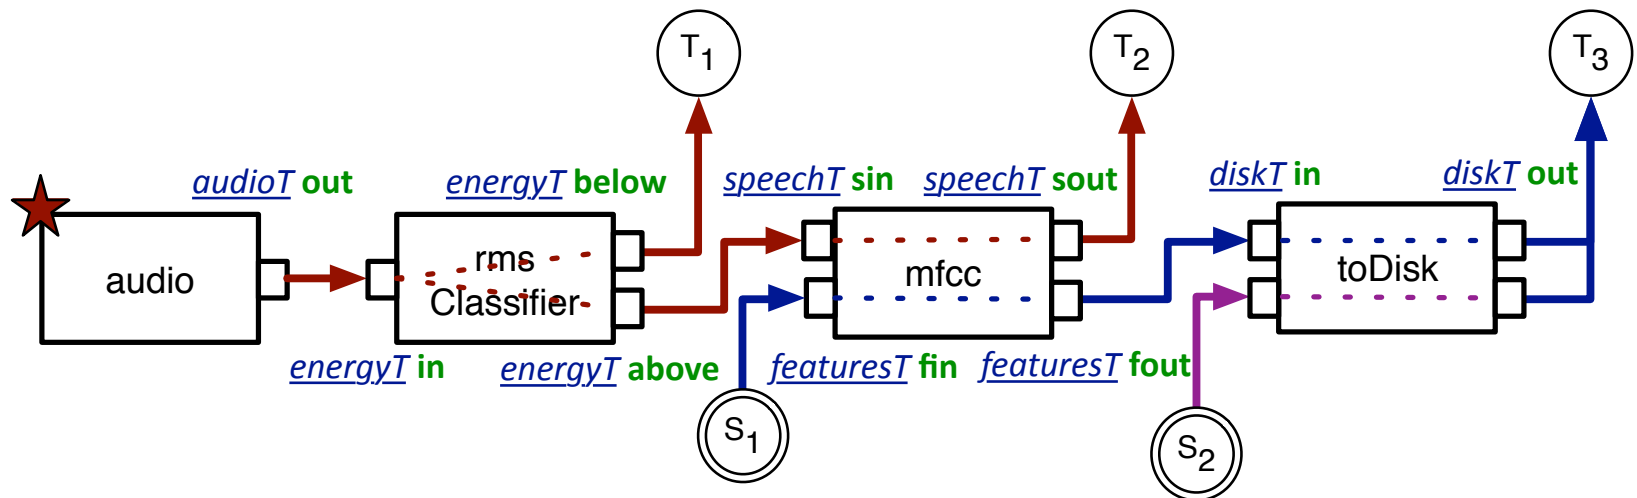 T1
T2
T3
audioT out
energyT below
speechT sin
speechT sout
diskT in
diskT out
audio
rms
Classifier
mfcc
toDisk
energyT in
energyT above
featuresT fin
featuresT fout
S1
S2